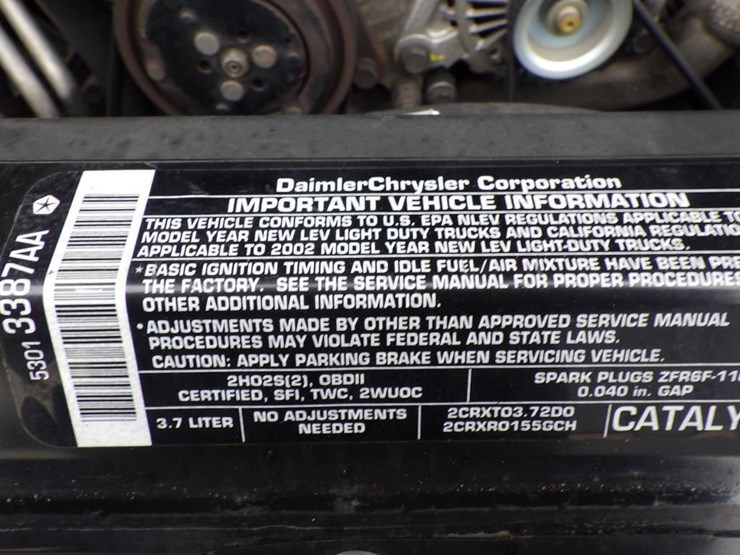 5301 3387AA
DaimlerChrysler Corporation
IMPORTANT VEHICLE INFORMATION
THIS VEHICLE CONFORMS TO U.S. EPA NLEV REGULATIONS APPLICABLE TO
MODEL YEAR NEW LEV LIGHT DUTY TRUCKS AND CALIFORNIA REGULATIO
APPLICABLE TO 2002 MODEL YEAR NEW LEV LIGHT-DUTY TRUCKS.
*BASIC IGNITION TIMING AND IDLE FUEL/AIR MIXTURE HAVE BEEN PRE
THE FACTORY. SEE THE SERVICE MANUAL FOR PROPER PROCEDURES
OTHER ADDITIONAL INFORMATION.
*ADJUSTMENTS MADE BY OTHER THAN APPROVED SERVICE MANUAL
PROCEDURES MAY VIOLATE FEDERAL AND STATE LAWS.
CAUTION: APPLY PARKING BRAKE WHEN SERVICING VEHICLE.
2HO2S(2), OBDII
CERTIFIED, SFI, TWC, 2WUOC
SPARK PLUGS ZFR6F-11
0.040 in. GAP
3.7 LITER
NO ADJUSTMENTS
NEEDED
2CRXT03.72D0
2CRXR0155GCH
CATALY